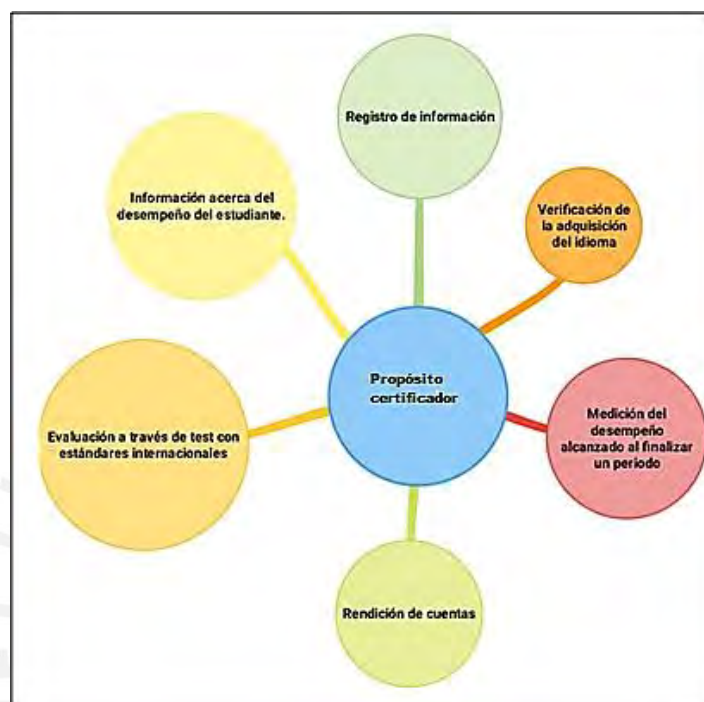 Registro de información
Información acerca del
desempeño del estudiante.
Verificación de
la adquisición
del idioma
Propósito
certificador
Evaluación a través de test con
estándares internacionales
Medición del
desempeño
alcanzado al finalizar
un periodo
Rendición de cuentas